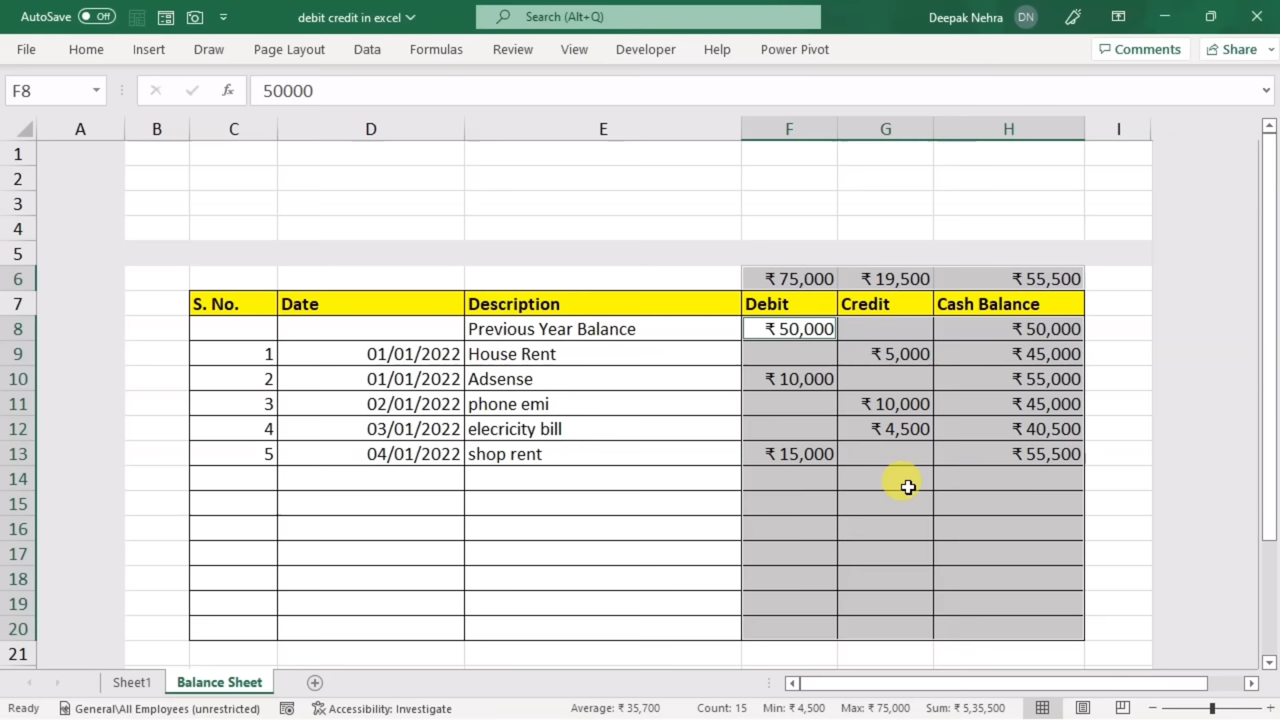 AutoSave Off debit credit in excel Search (Alt+Q) Deepak Nehra DN
File Home Insert Draw Page Layout Data Formulas Review View Developer Help Power Pivot Comments Share
F8 fx 50000
A B C D E F G H I
1
2
3
4
5
6 ₹ 75,000 ₹ 19,500 ₹ 55,500
7 S. No. Date Description Debit Credit Cash Balance
8 Previous Year Balance ₹ 50,000 ₹ 50,000
9 1 01/01/2022 House Rent ₹ 5,000 ₹ 45,000
10 2 01/01/2022 Adsense ₹ 10,000 ₹ 55,000
11 3 02/01/2022 phone emi ₹ 10,000 ₹ 45,000
12 4 03/01/2022 elecricity bill ₹ 4,500 ₹ 40,500
13 5 04/01/2022 shop rent ₹ 15,000 ₹ 55,500
14
15
16
17
18
19
20
21
Sheet1 Balance Sheet
Ready General\All Employees (unrestricted) Accessibility: Investigate Average: ₹ 35,700 Count: 15 Min: ₹ 4,500 Max: ₹ 75,000 Sum: ₹ 5,35,500